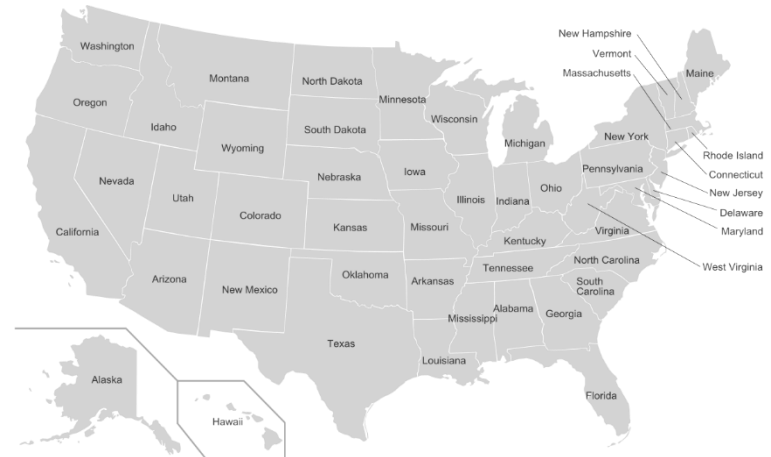 New Hampshire
Vermont
Massachusetts
Washington
Montana
North Dakota
Minnesota
Maine
Oregon
Idaho
South Dakota
Wisconsin
Michigan
New York
Wyoming
Rhode Island
Connecticut
Nevada
Utah
Nebraska
Iowa
Illinois
Indiana
Ohio
Pennsylvania
New Jersey
Delaware
Maryland
California
Colorado
Kansas
Missouri
Kentucky
Virginia
West Virginia
Arizona
New Mexico
Oklahoma
Arkansas
Tennessee
North Carolina
South
Carolina
Texas
Mississippi
Alabama
Georgia
Louisiana
Florida
Alaska
Hawaii